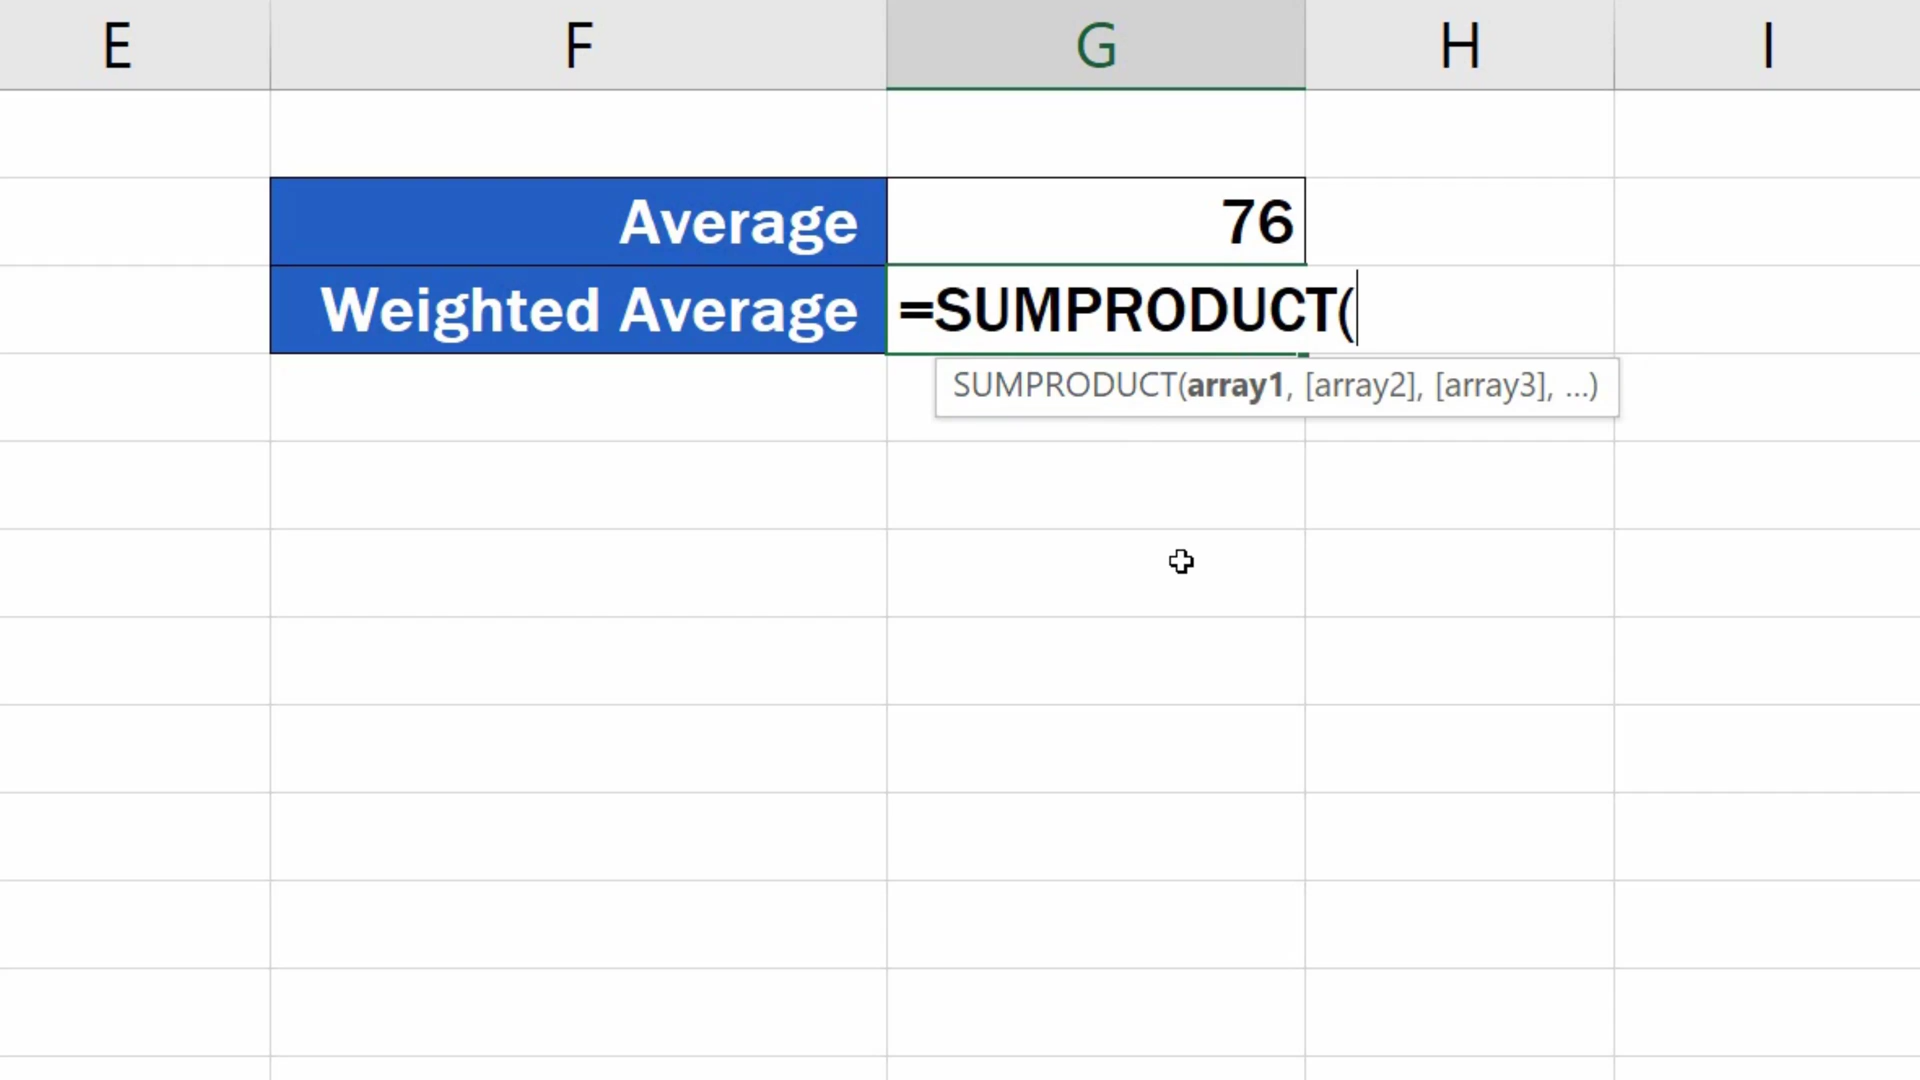 E F G H I
Average 76
Weighted Average =SUMPRODUCT(
SUMPRODUCT(array1, [array2], [array3], ...)